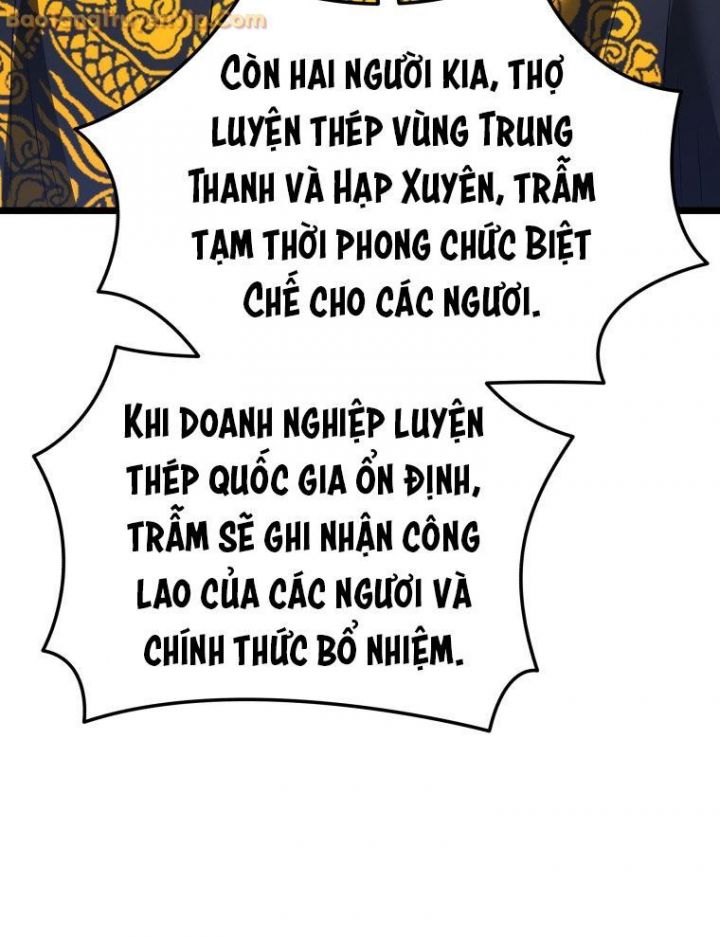 CÒN HAI NGƯỜI KIA, THỢ
LUYỆN THÉP VÙNG TRUNG
THANH VÀ HẠP XUYÊN, TRẪM
TẠM THỜI PHONG CHỨC BIỆT
CHẾ CHO CÁC NGƯƠI.
KHI DOANH NGHIỆP LUYỆN
THÉP QUỐC GIA ỔN ĐỊNH,
TRẪM SẼ GHI NHẬN CÔNG
LAO CỦA CÁC NGƯƠI VÀ
CHÍNH THỨC BỔ NHIỆM.